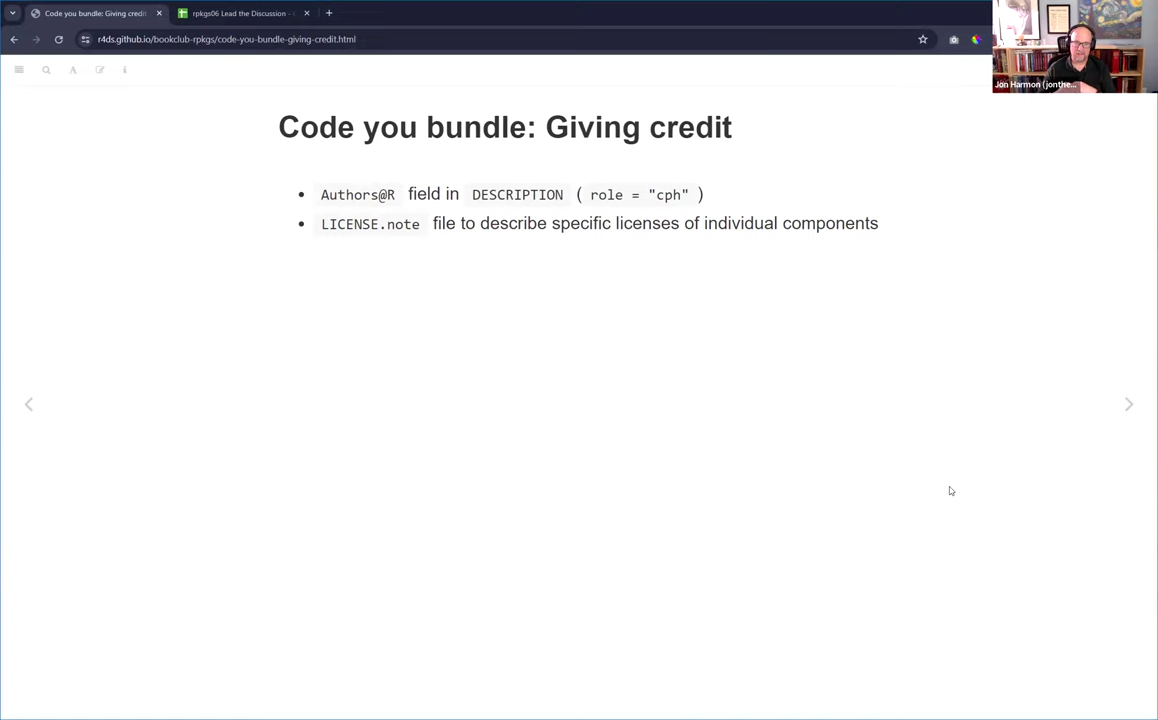 Code you bundle: Giving credit
rpkgs06 Lead the Discussion -
r4ds.github.io/bookclub-rpkgs/code-you-bundle-giving-credit.html
Jon Harmon (jonthe...
Code you bundle: Giving credit
• Authors@R field in DESCRIPTION ( role = "cph" )
• LICENSE.note file to describe specific licenses of individual components